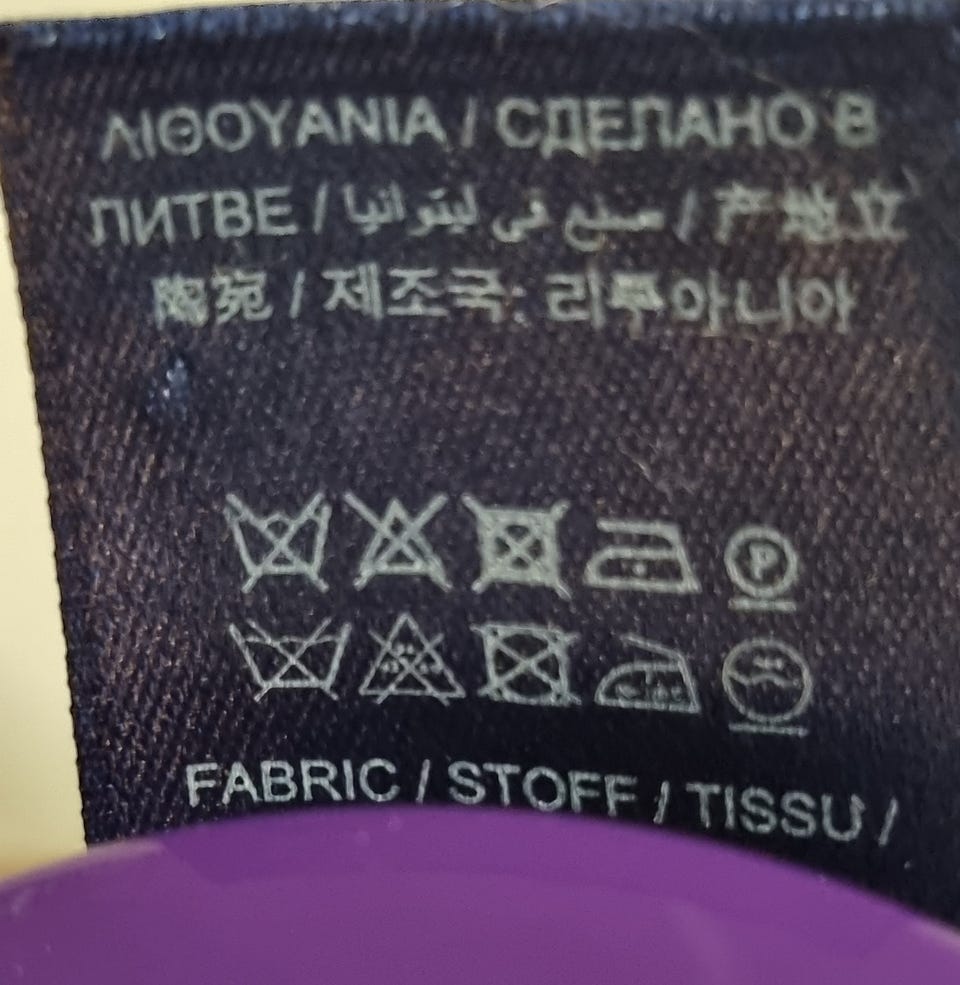 ΛΙΘΟΥΑΝΙΑ / СДЕЛАНО В
ЛИТВЕ / صنع في ليتوانيا / 产地立
陶宛 / 제조국: 리투아니아
P
FABRIC / STOFF / TISSU /